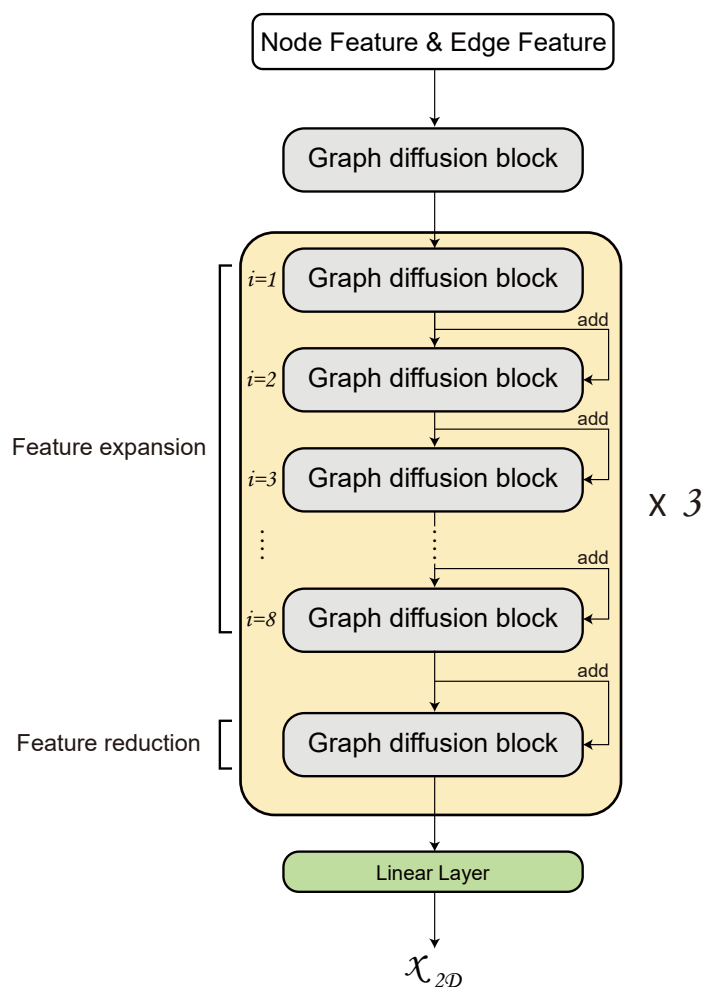 Node Feature & Edge Feature
Graph diffusion block
i=1
Graph diffusion block
add
i=2
Graph diffusion block
add
Feature expansion
i=3
Graph diffusion block
X 3
add
i=8
Graph diffusion block
add
Feature reduction
Graph diffusion block
Linear Layer
χ2D